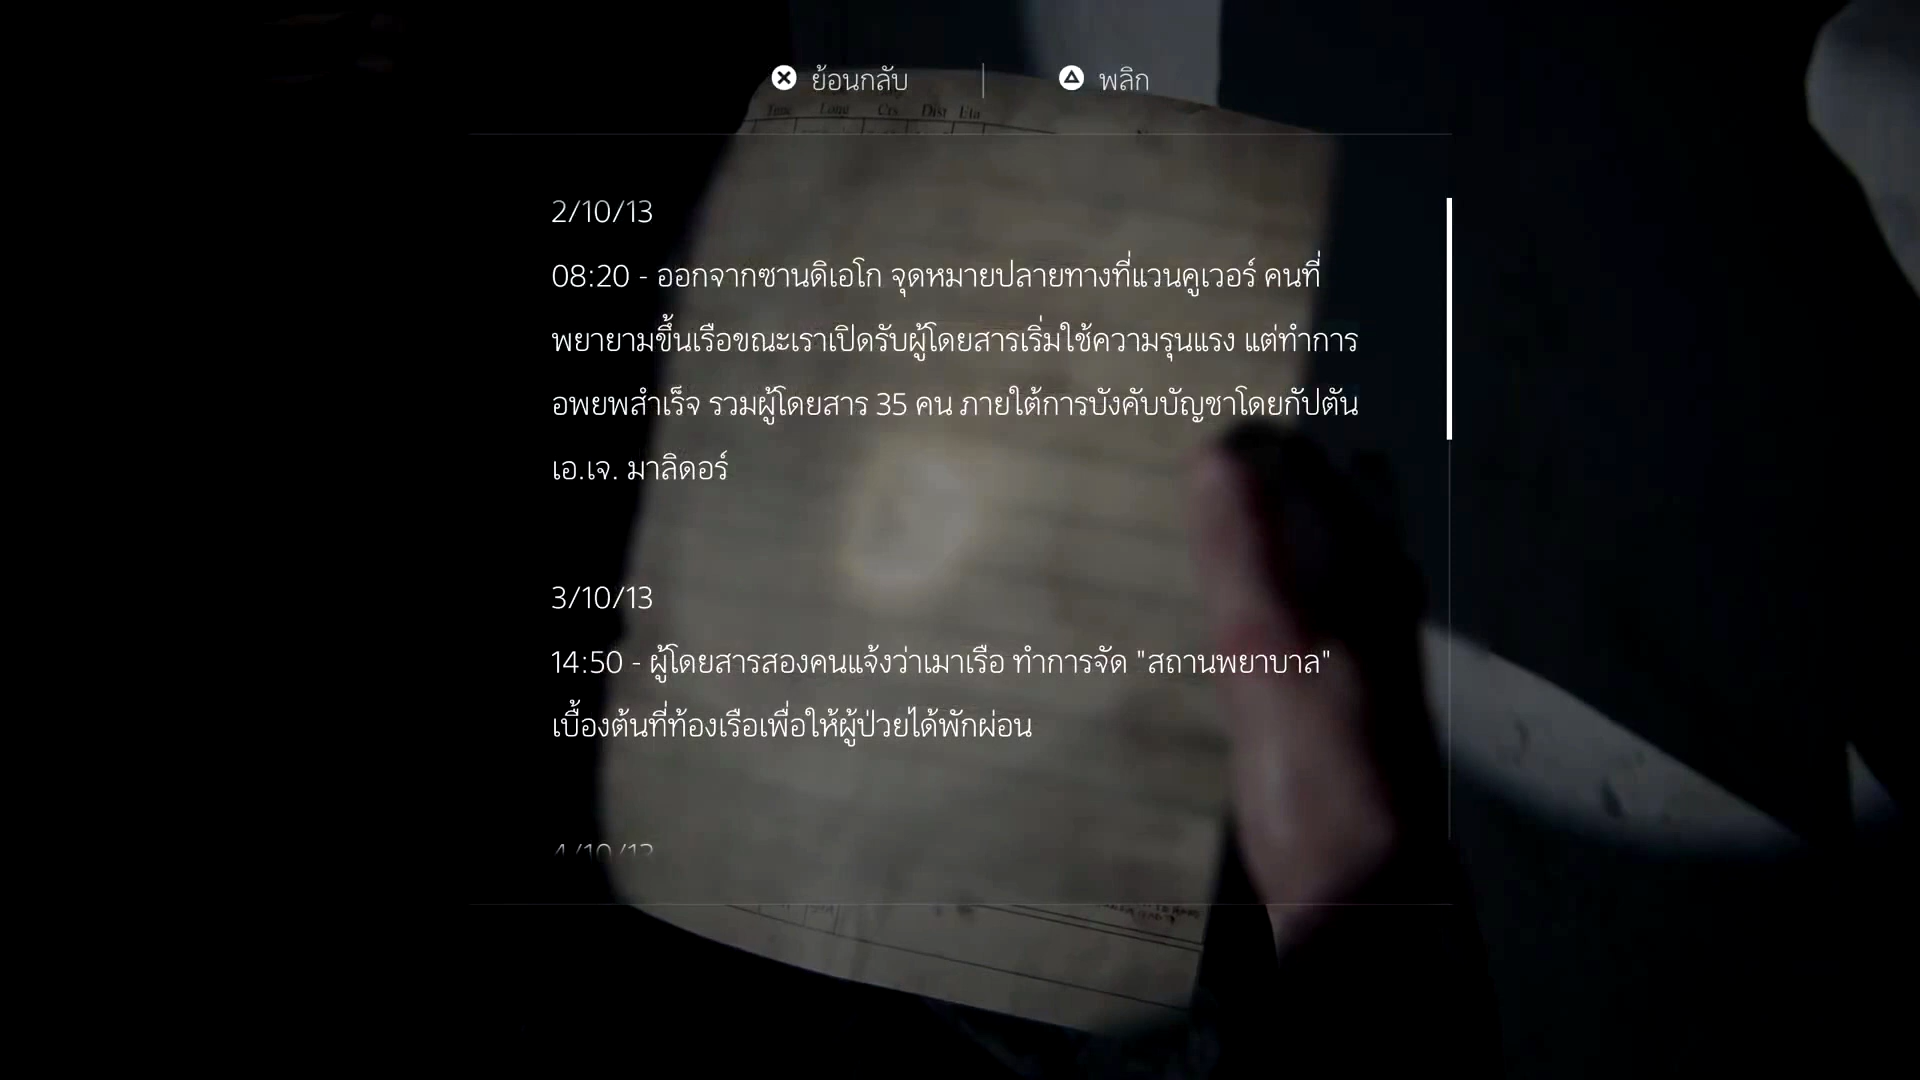 ย้อนกลับ | พลิก
Time Long Crs Dist Eta
2/10/13
08:20 - ออกจากซานดิเอโก จุดหมายปลายทางที่แวนคูเวอร์ คนที่
พยายามขึ้นเรือขณะเราเปิดรับผู้โดยสารเริ่มใช้ความรุนแรง แต่ทำการ
อพยพสำเร็จ รวมผู้โดยสาร 35 คน ภายใต้การบังคับบัญชาโดยกัปตัน
เอ.เจ. มาลิดอร์
3/10/13
14:50 - ผู้โดยสารสองคนแจ้งว่าเมาเรือ ทำการจัด "สถานพยาบาล"
เบื้องต้นที่ท้องเรือเพื่อให้ผู้ป่วยได้พักผ่อน
4/10/13